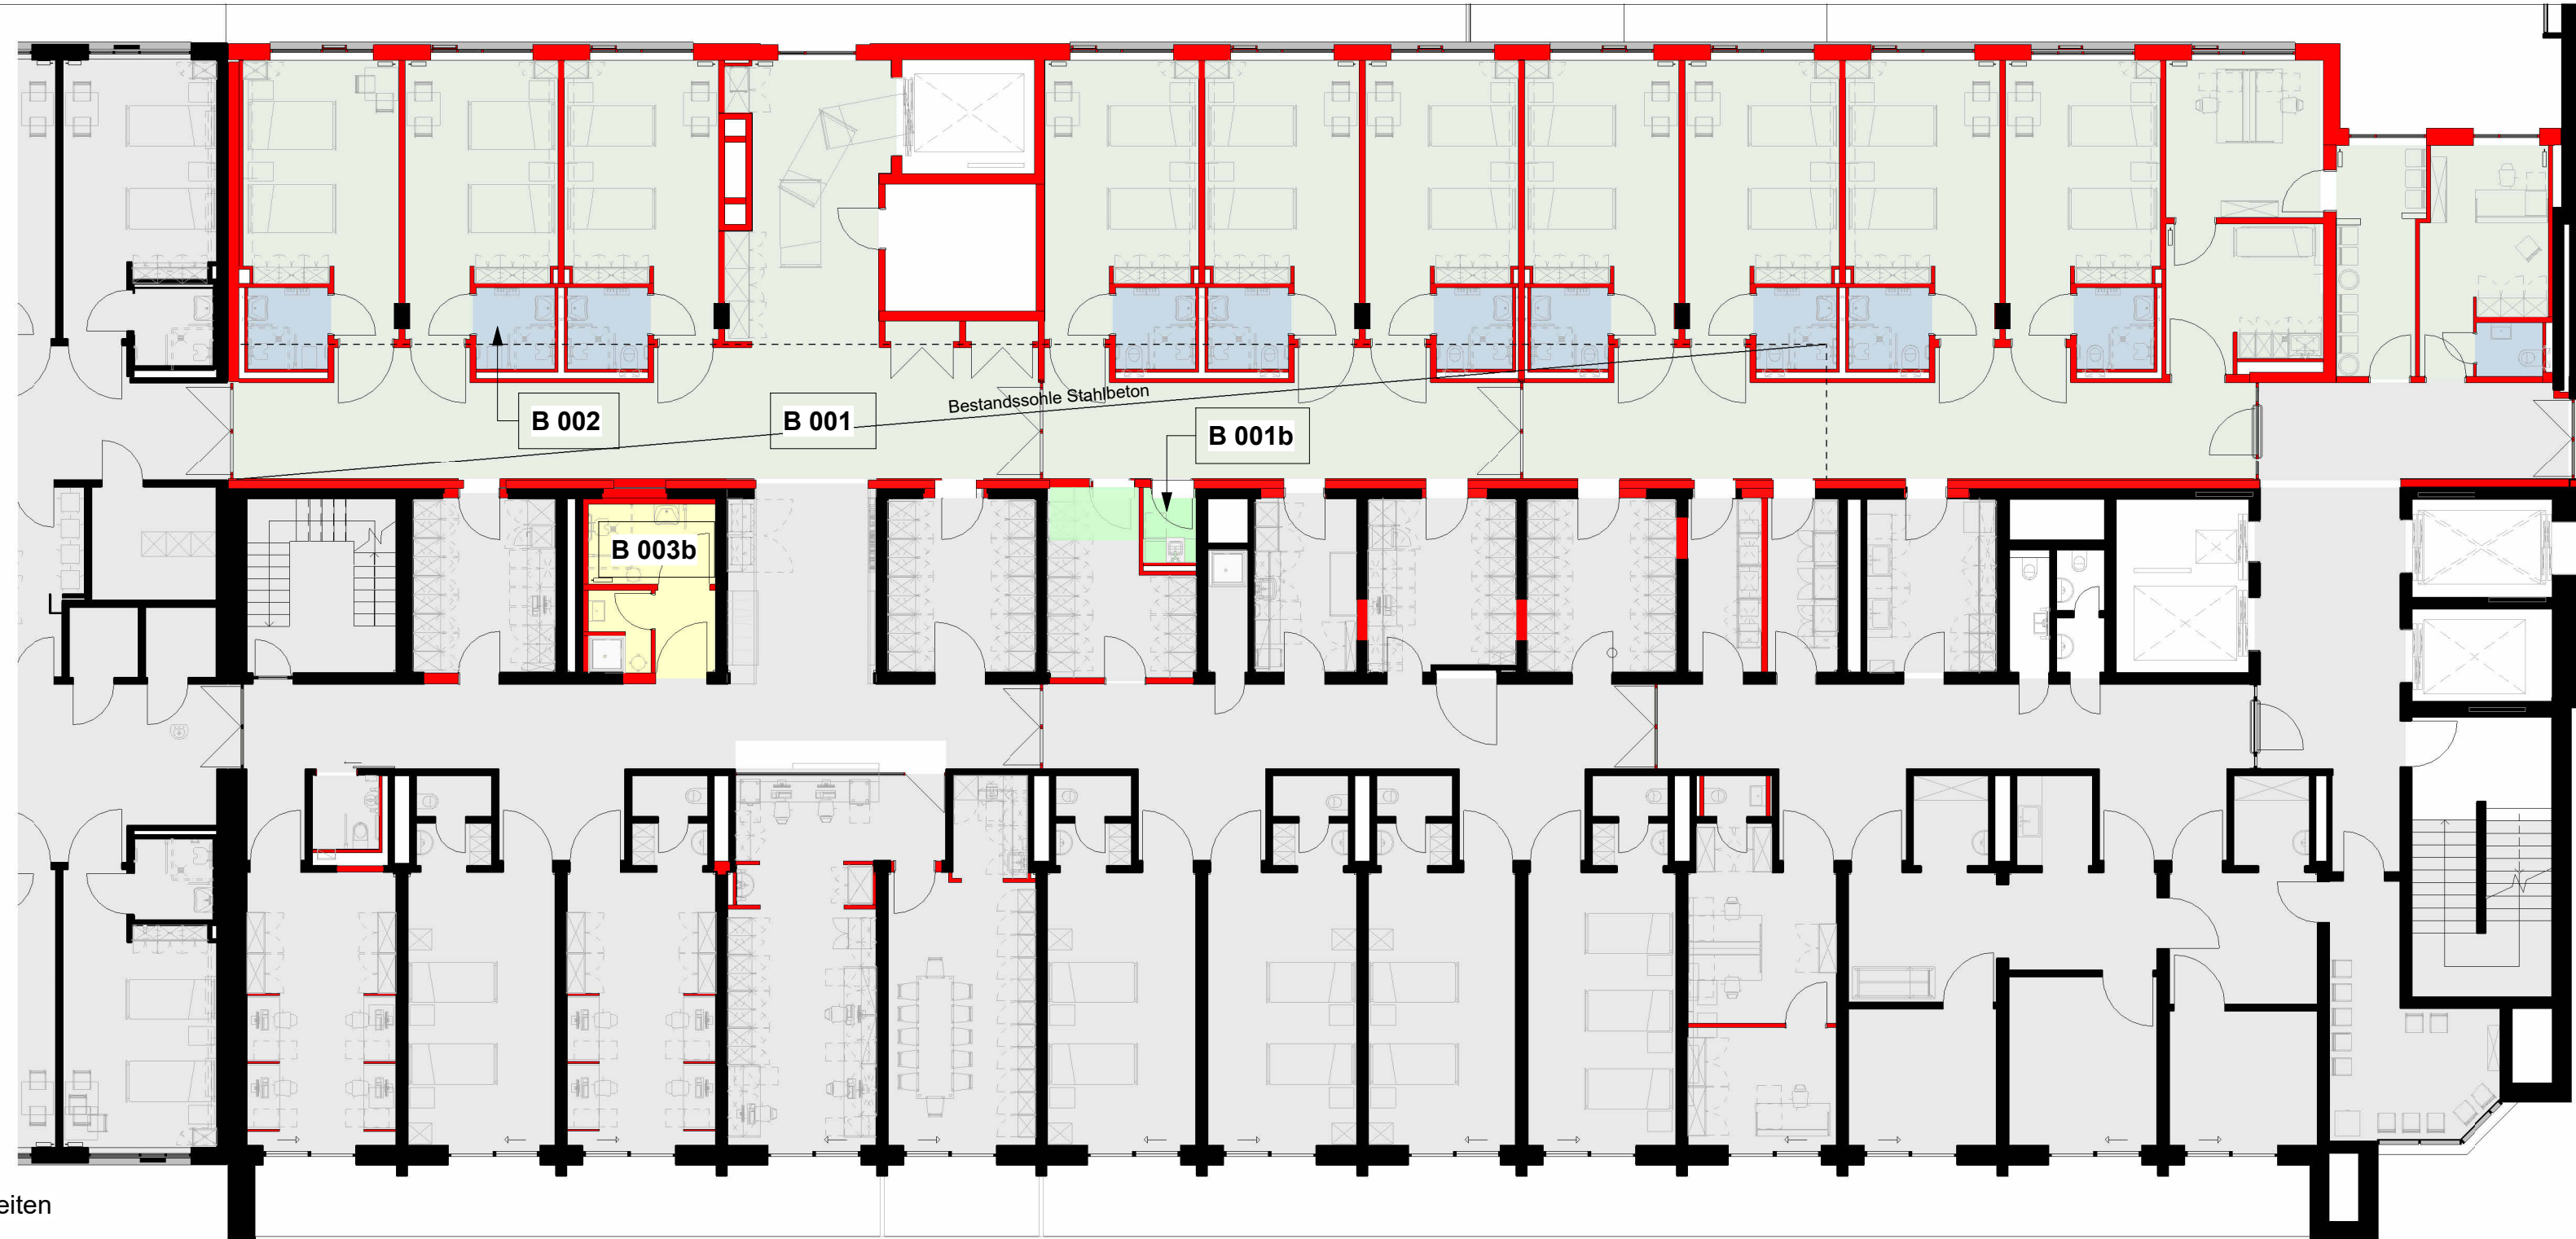 Bestandssohle Stahlbeton
B 002
B 001
B 001b
B 003b
eiten